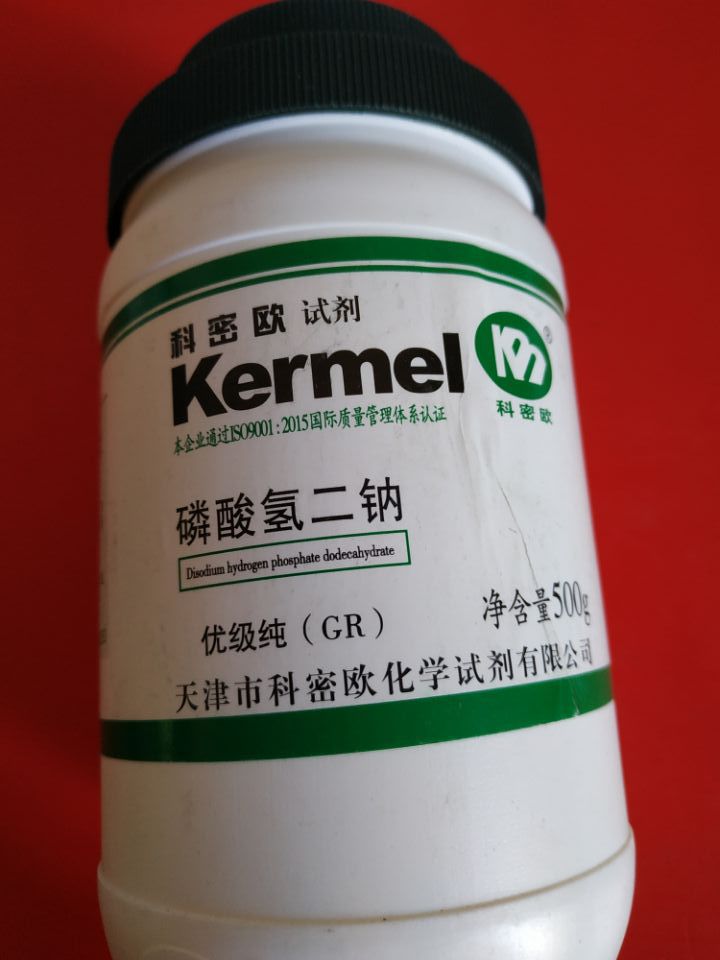 科密欧 试剂
Kermel
Km®
科密欧
本企业通过ISO9001:2015国际质量管理体系认证
磷酸氢二钠
Disodium hydrogen phosphate dodecahydrate
净含量500g
优级纯(GR)
天津市科密欧化学试剂有限公司